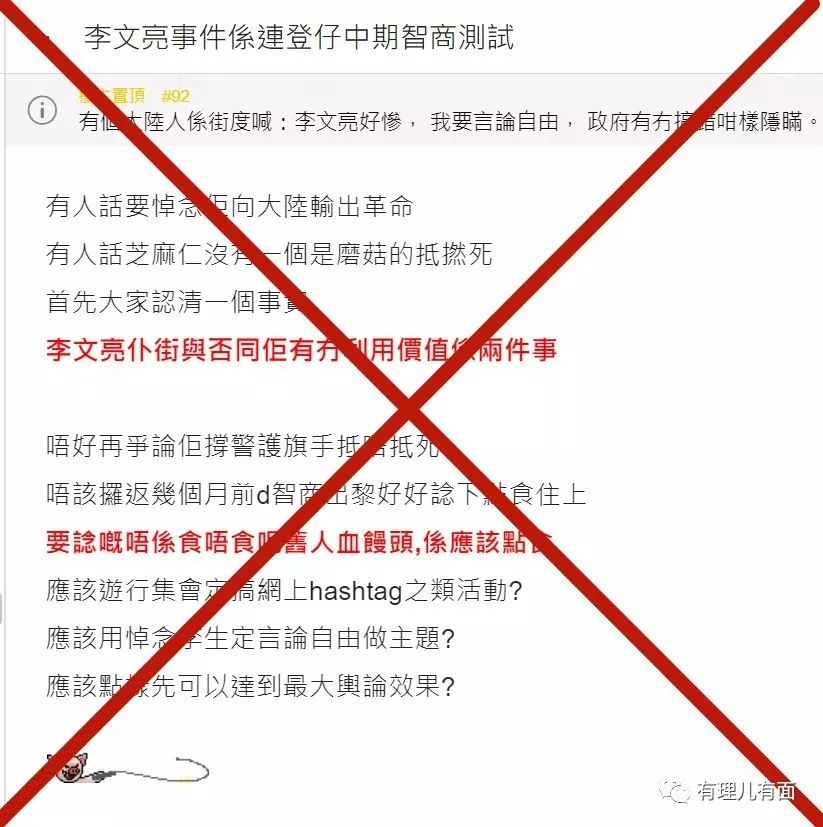 李文亮事件係連登仔中期智商測試
樓主置頂 #92
有個大陸人係街度喊：李文亮好慘， 我要言論自由， 政府有冇搞錯咁樣隱瞞。
有人話要悼念佢向大陸輸出革命
有人話芝麻仁沒有一個是磨菇的抵撚死
首先大家認清一個事實
李文亮仆街與否同佢有冇利用價值係兩件事
唔好再爭論佢撐警護旗手抵唔抵死
唔該攞返幾個月前d智商出黎好好諗下點食住上
要諗嘅唔係食唔食呢舊人血饅頭,係應該點食
應該遊行集會定搞網上hashtag之類活動?
應該用悼念李生定言論自由做主題?
應該點樣先可以達到最大輿論效果?
有理儿有面